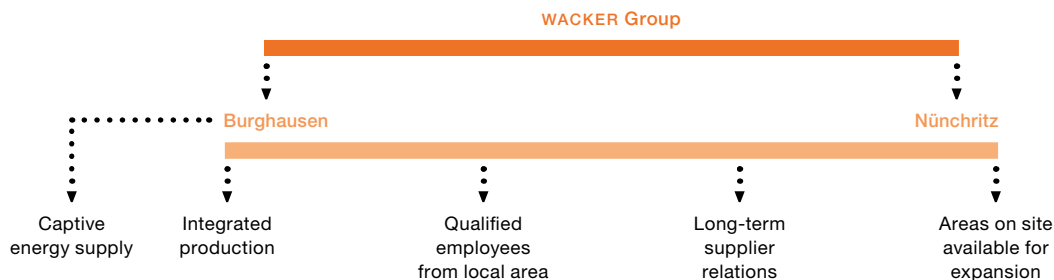 WACKER Group
Burghausen
Nünchritz
Captive
energy supply
Integrated
production
Qualified
employees
from local area
Long-term
supplier
relations
Areas on site
available for
expansion